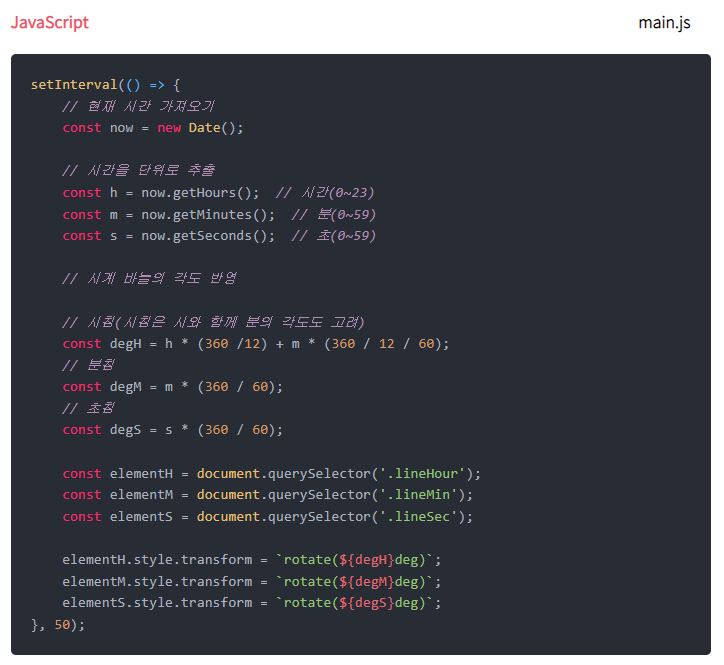 JavaScript
main.js
setInterval(() => {
// 현재 시간 가져오기
const now = new Date();
// 시간을 단위로 추출
const h = now.getHours();  // 시간(0~23)
const m = now.getMinutes();  // 분(0~59)
const s = now.getSeconds();  // 초(0~59)
// 시계 바늘의 각도 반영
// 시침(시침은 시와 함께 분의 각도도 고려)
const degH = h * (360 /12) + m * (360 / 12 / 60);
// 분침
const degM = m * (360 / 60);
// 초침
const degS = s * (360 / 60);
const elementH = document.querySelector('.lineHour');
const elementM = document.querySelector('.lineMin');
const elementS = document.querySelector('.lineSec');
elementH.style.transform = `rotate(${degH}deg)`;
elementM.style.transform = `rotate(${degM}deg)`;
elementS.style.transform = `rotate(${degS}deg)`;
}, 50);